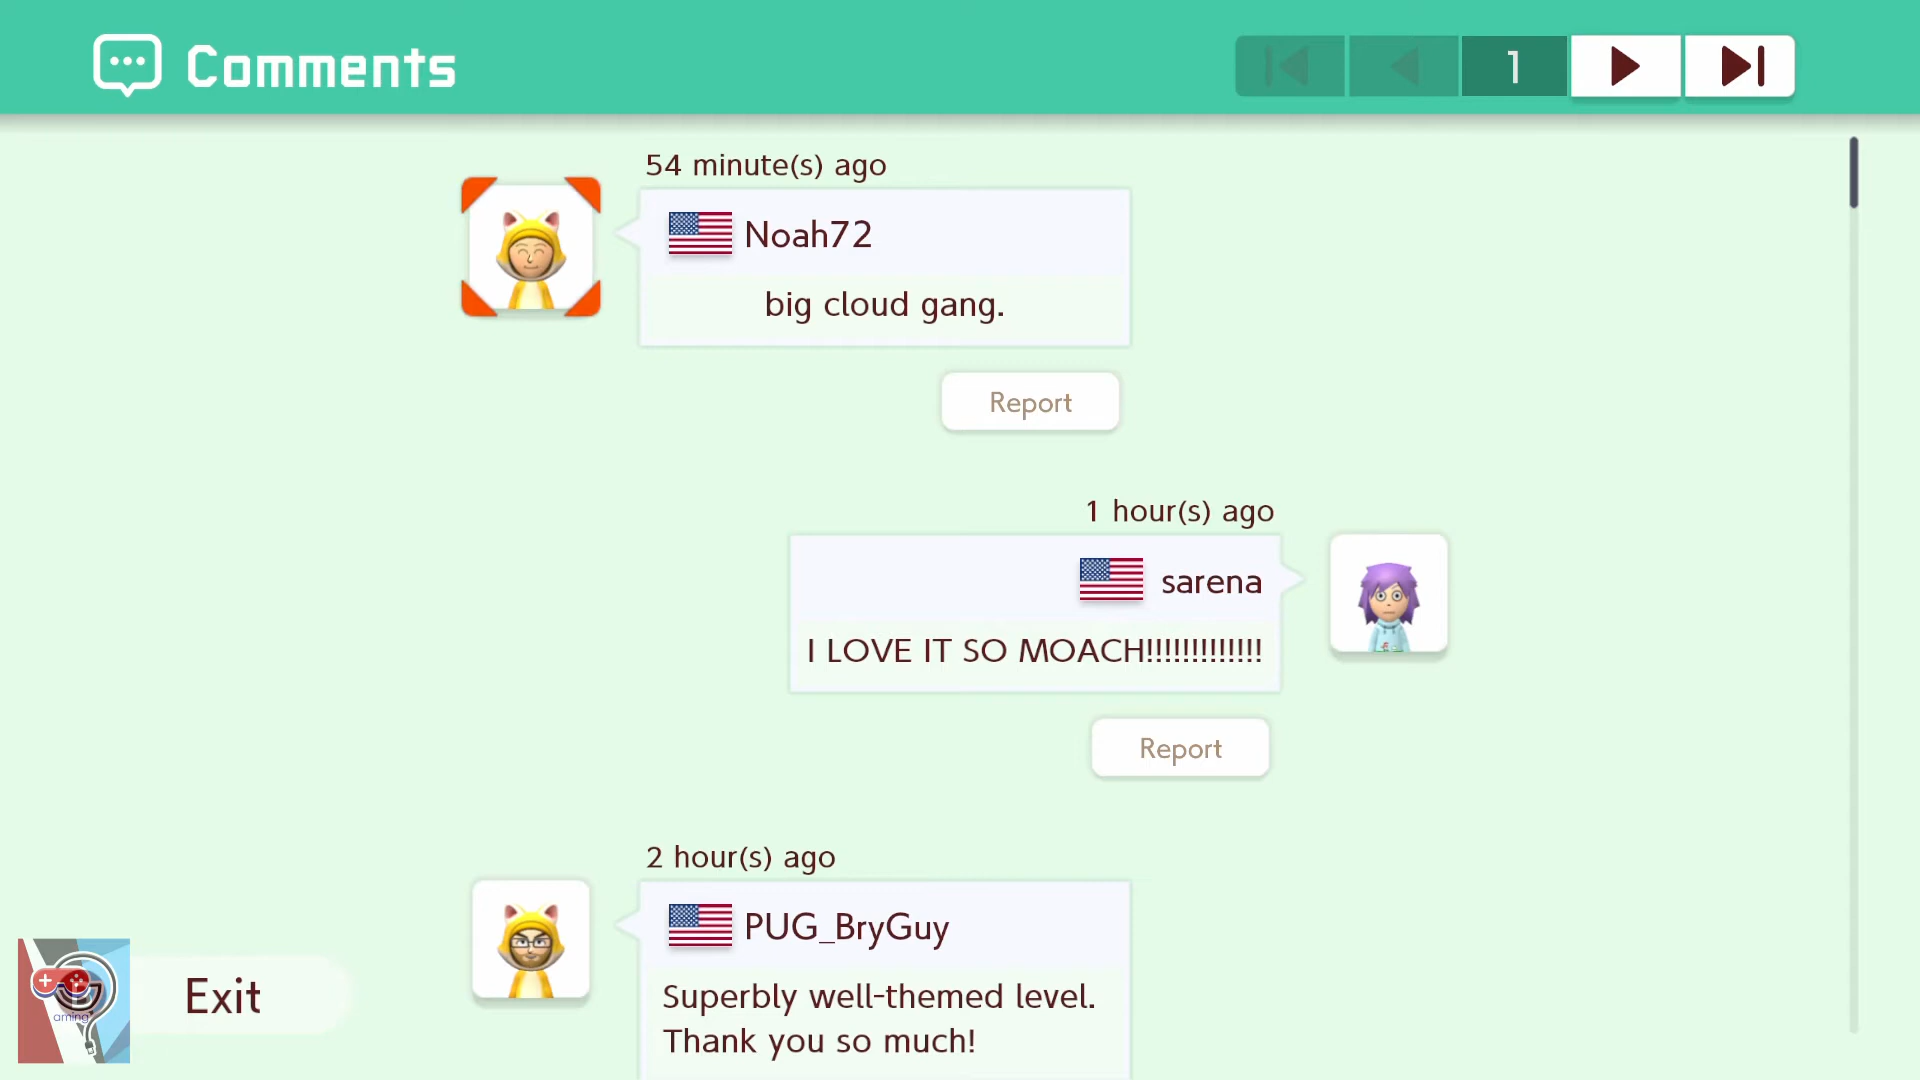 Comments
1
54 minute(s) ago
Noah72
big cloud gang.
Report
1 hour(s) ago
sarena
I LOVE IT SO MOACH!!!!!!!!!!!!!
Report
2 hour(s) ago
PUG_BryGuy
Superbly well-themed level.
Thank you so much!
Exit
aming